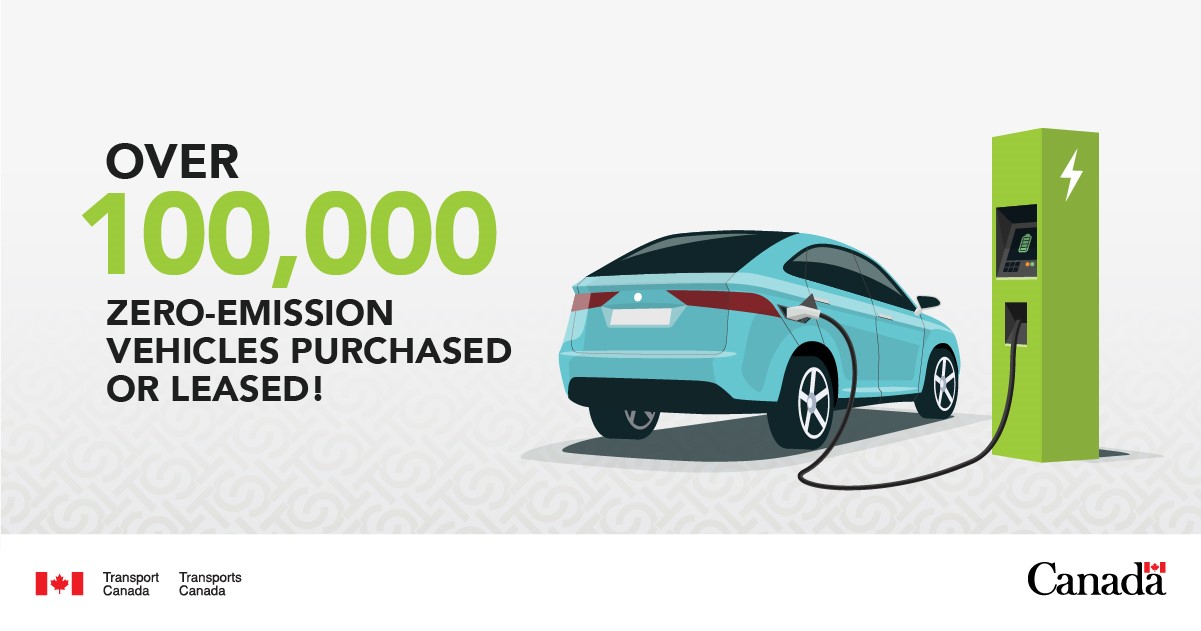 OVER
100,000
ZERO-EMISSION
VEHICLES PURCHASED
OR LEASED!
Transport
Canada
Transports
Canada
Canada